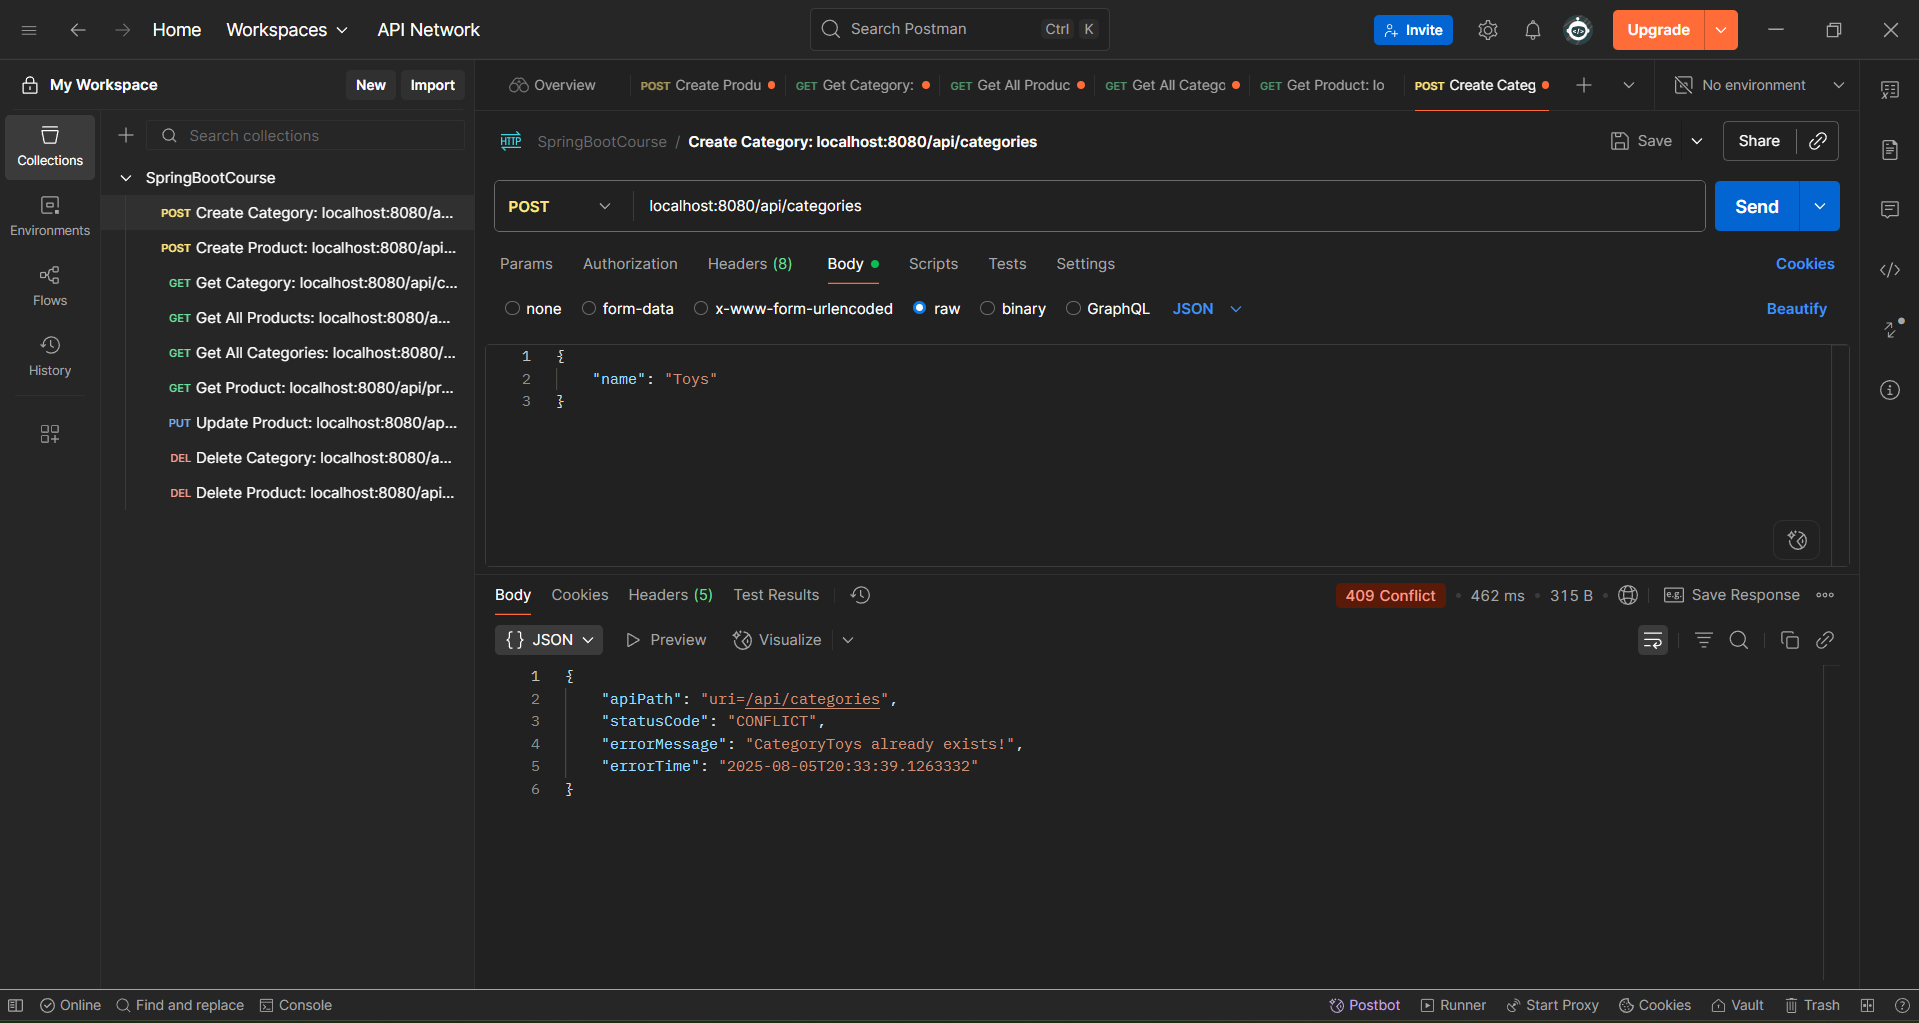 Home Workspaces API Network Search Postman Ctrl K Invite Upgrade
My Workspace New Import Overview POST Create Produ GET Get Category: GET Get All Produc GET Get All Catego GET Get Product: lo POST Create Categ No environment
Collections
Environments
Flows
History
Search collections
SpringBootCourse
POST Create Category: localhost:8080/a...
POST Create Product: localhost:8080/api...
GET Get Category: localhost:8080/api/c...
GET Get All Products: localhost:8080/a...
GET Get All Categories: localhost:8080/...
GET Get Product: localhost:8080/api/pr...
PUT Update Product: localhost:8080/ap...
DEL Delete Category: localhost:8080/a...
DEL Delete Product: localhost:8080/api...
HTTP SpringBootCourse / Create Category: localhost:8080/api/categories Save Share
POST localhost:8080/api/categories Send
Params Authorization Headers (8) Body Scripts Tests Settings Cookies
none form-data x-www-form-urlencoded raw binary GraphQL JSON Beautify
1 {
2 "name": "Toys"
3 }
Body Cookies Headers (5) Test Results 409 Conflict • 462 ms • 315 B • e.g. Save Response
{} JSON Preview Visualize
1 {
2 "apiPath": "uri=/api/categories",
3 "statusCode": "CONFLICT",
4 "errorMessage": "CategoryToys already exists!",
5 "errorTime": "2025-08-05T20:33:39.1263332"
6 }
Online Find and replace Console Postbot Runner Start Proxy Cookies Vault Trash